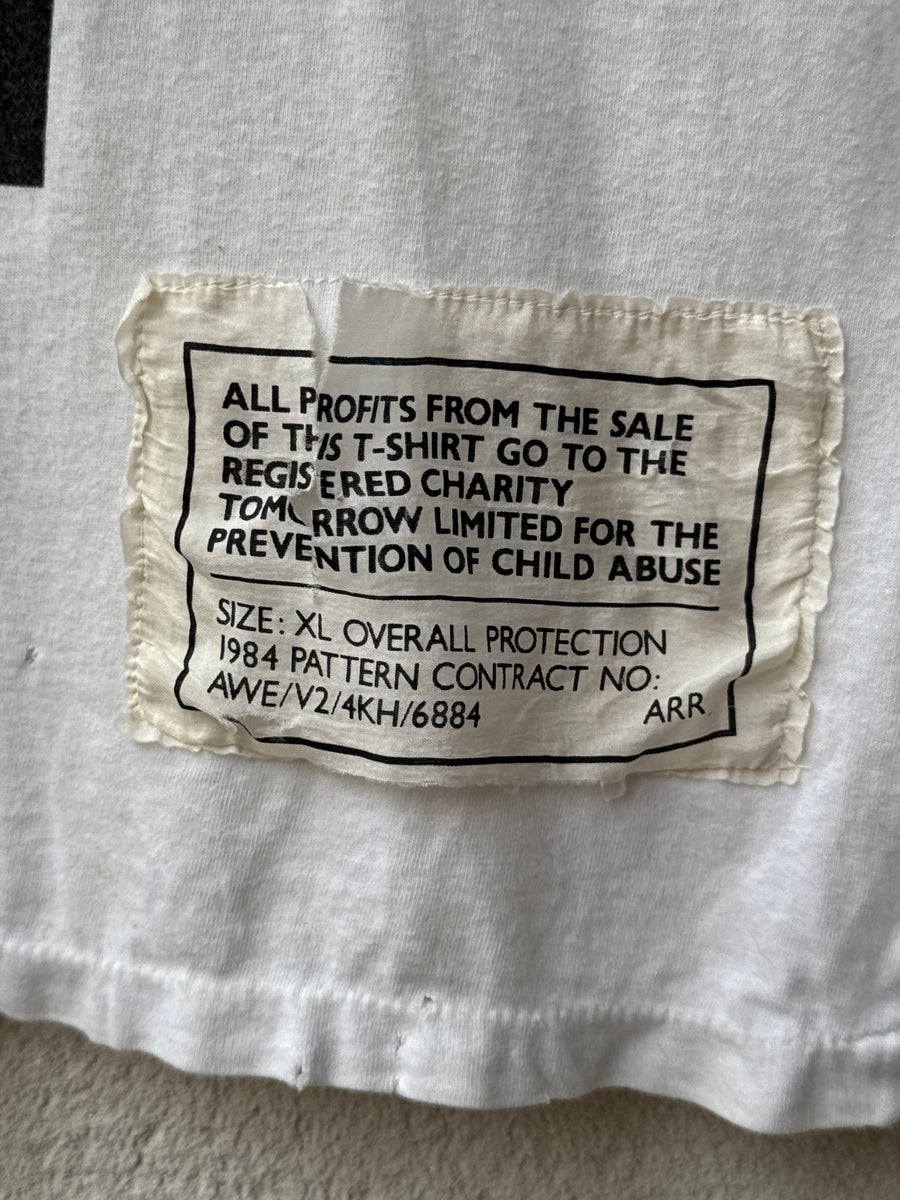 ALL PROFITS FROM THE SALE
OF THIS T-SHIRT GO TO THE
REGISTERED CHARITY
TOMORROW LIMITED FOR THE
PREVENTION OF CHILD ABUSE
SIZE: XL OVERALL PROTECTION
1984 PATTERN CONTRACT NO:
AWE/V2/4KH/6884 ARR